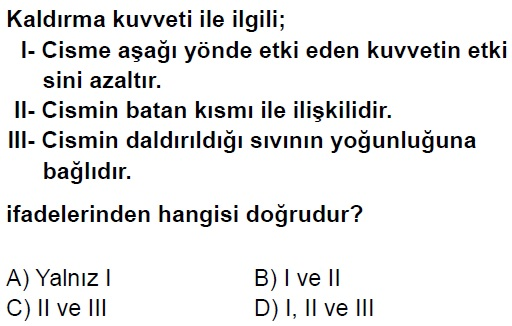 Kaldırma kuvveti ile ilgili;
I- Cisme aşağı yönde etki eden kuvvetin etki
sini azaltır.
II- Cismin batan kısmı ile ilişkilidir.
III- Cismin daldırıldığı sıvının yoğunluğuna
bağlıdır.
ifadelerinden hangisi doğrudur?
A) Yalnız I B) I ve II
C) II ve III D) I, II ve III